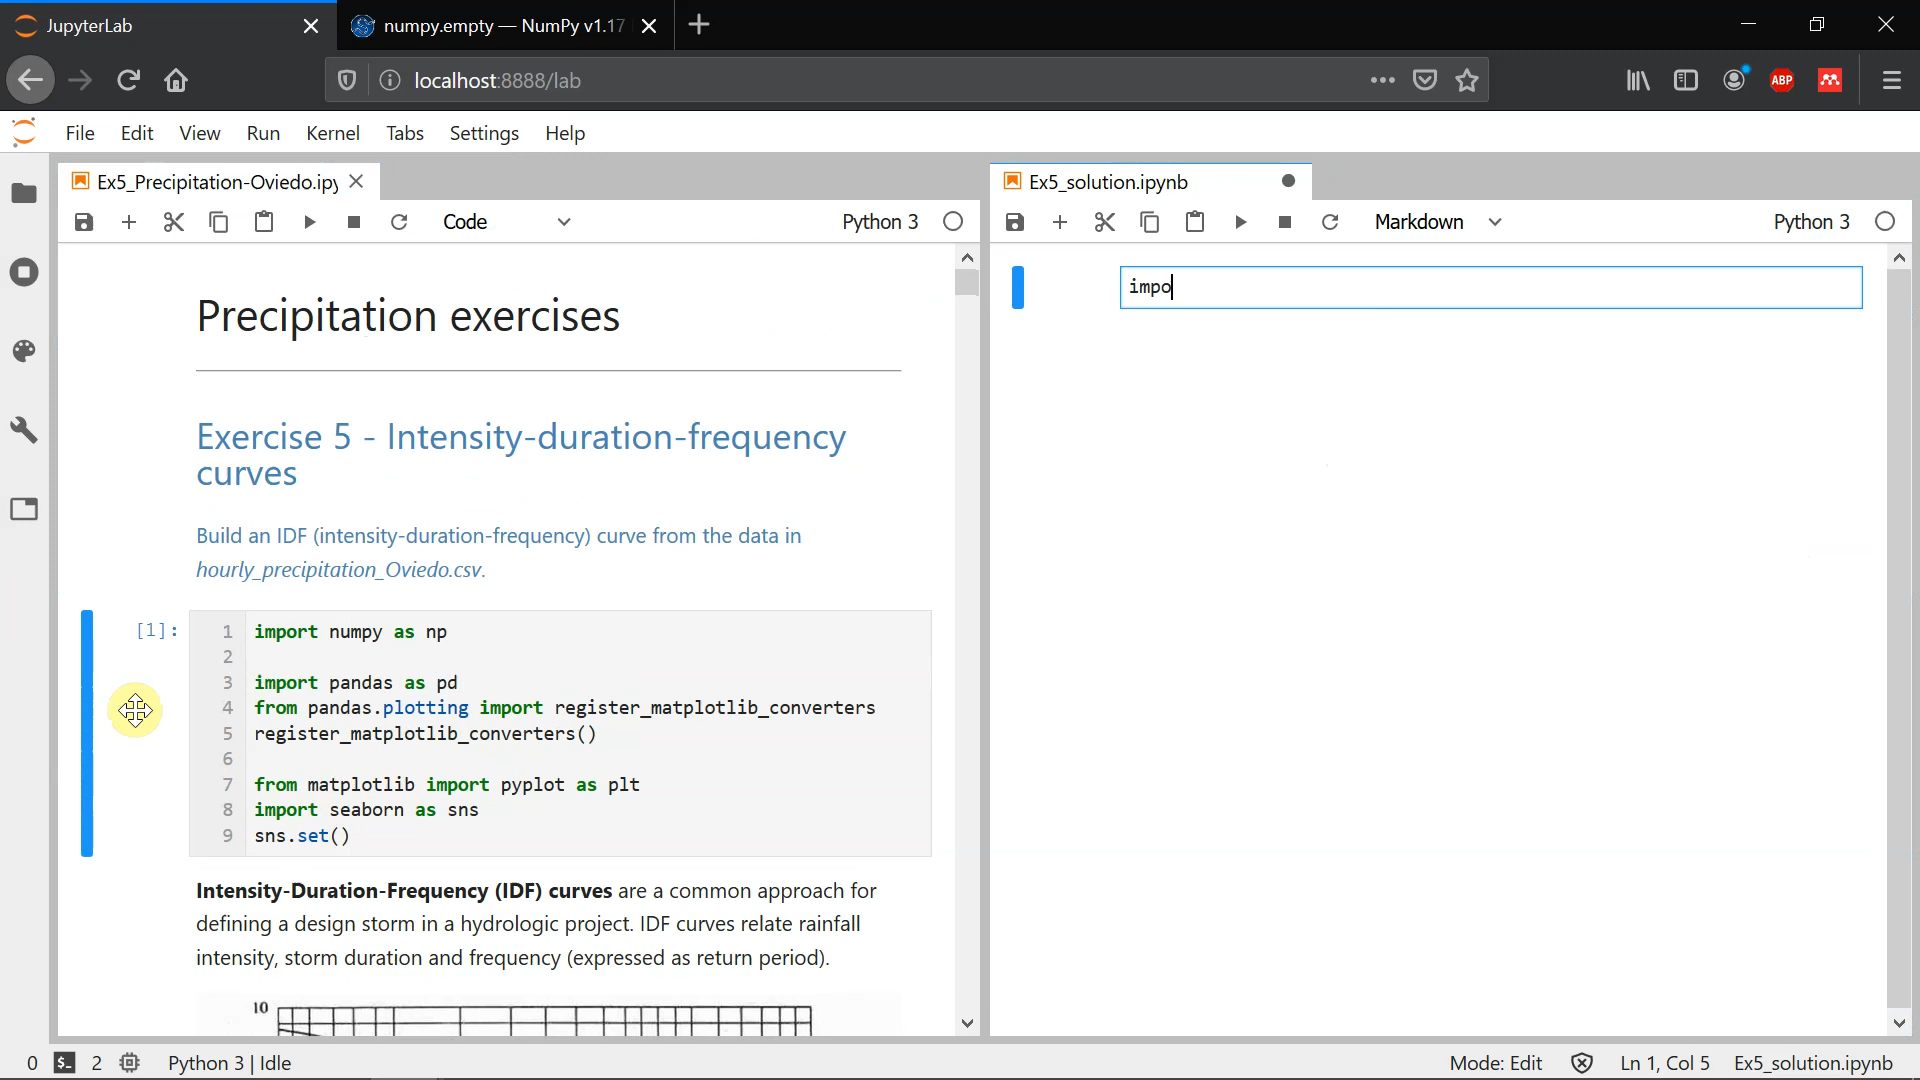 JupyterLab
numpy.empty — NumPy v1.17
localhost:8888/lab
ABP
File Edit View Run Kernel Tabs Settings Help
Ex5_Precipitation-Oviedo.ipy
Code
Python 3
Precipitation exercises
Exercise 5 - Intensity-duration-frequency
curves
Build an IDF (intensity-duration-frequency) curve from the data in
hourly_precipitation_Oviedo.csv.
[1]:
1 import numpy as np
2
3 import pandas as pd
4 from pandas.plotting import register_matplotlib_converters
5 register_matplotlib_converters()
6
7 from matplotlib import pyplot as plt
8 import seaborn as sns
9 sns.set()
Intensity-Duration-Frequency (IDF) curves are a common approach for
defining a design storm in a hydrologic project. IDF curves relate rainfall
intensity, storm duration and frequency (expressed as return period).
10
Ex5_solution.ipynb
Markdown
Python 3
impo
0 $_ 2 Python 3 | Idle
Mode: Edit Ln 1, Col 5 Ex5_solution.ipynb